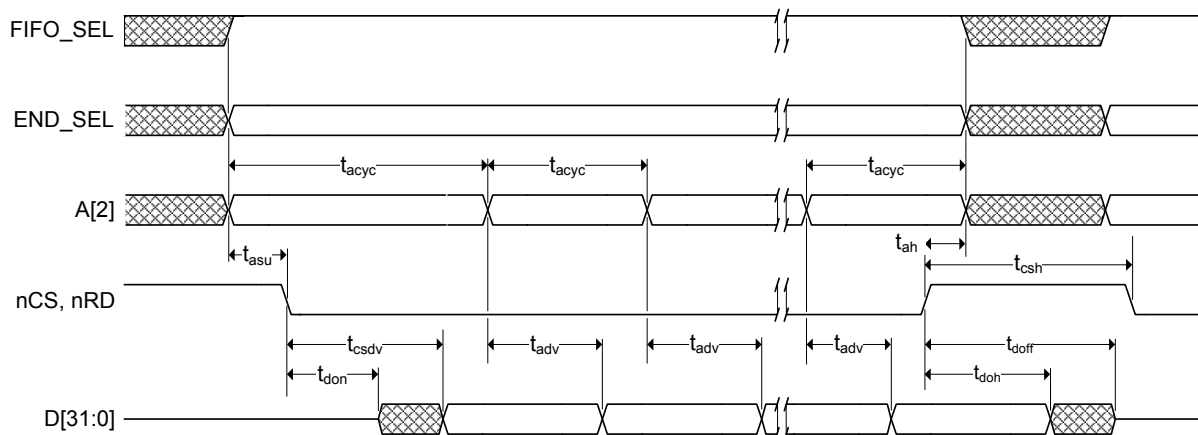 FIFO_SEL
END_SEL
tacyc tacyc tacyc
A[2]
tasu tah
tcsh
nCS, nRD
tcsdv tadv tadv tadv tdoff
tdon tdoh
D[31:0]